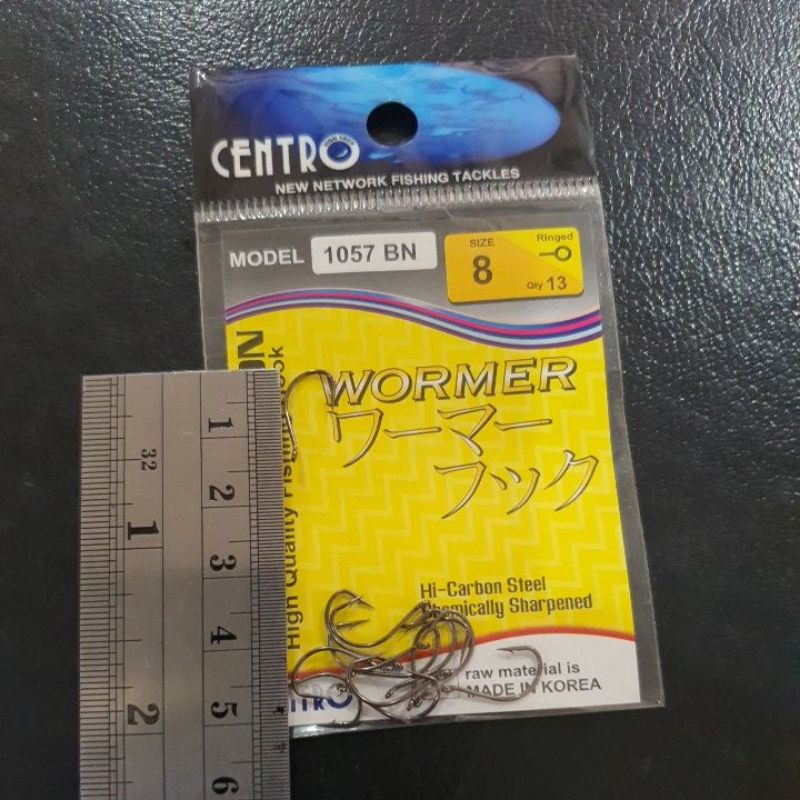 CENTRO
NEW NETWORK FISHING TACKLES
MODEL 1057 BN
SIZE
8
Ringed
Qty 13
High Quality Fishing
WORMER
ワーマー
フック
Hi-Carbon Steel
Chemically Sharpened
raw material is
MADE IN KOREA
32
1
2
1
2
3
4
5
6